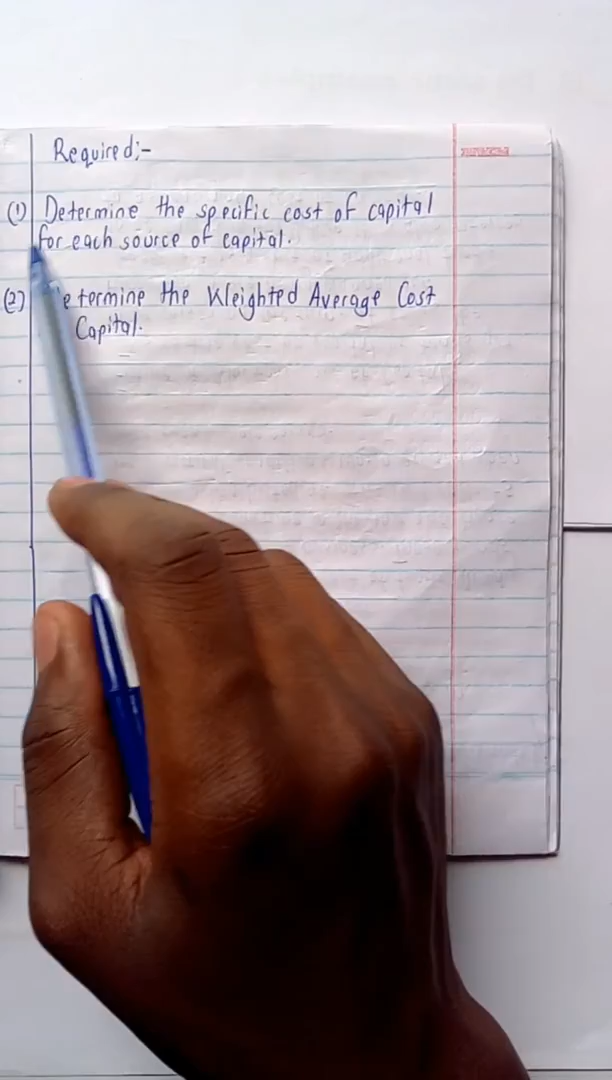 Required:-
(1) Determine the specific cost of capital
for each source of capital.
(2) etermine the Weighted Average Cost
Capital.